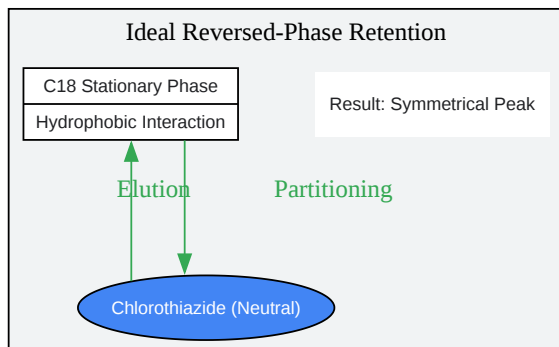 Ideal Reversed-Phase Retention
C18 Stationary Phase
Hydrophobic Interaction
Result: Symmetrical Peak
Elution
Partitioning
Chlorothiazide (Neutral)